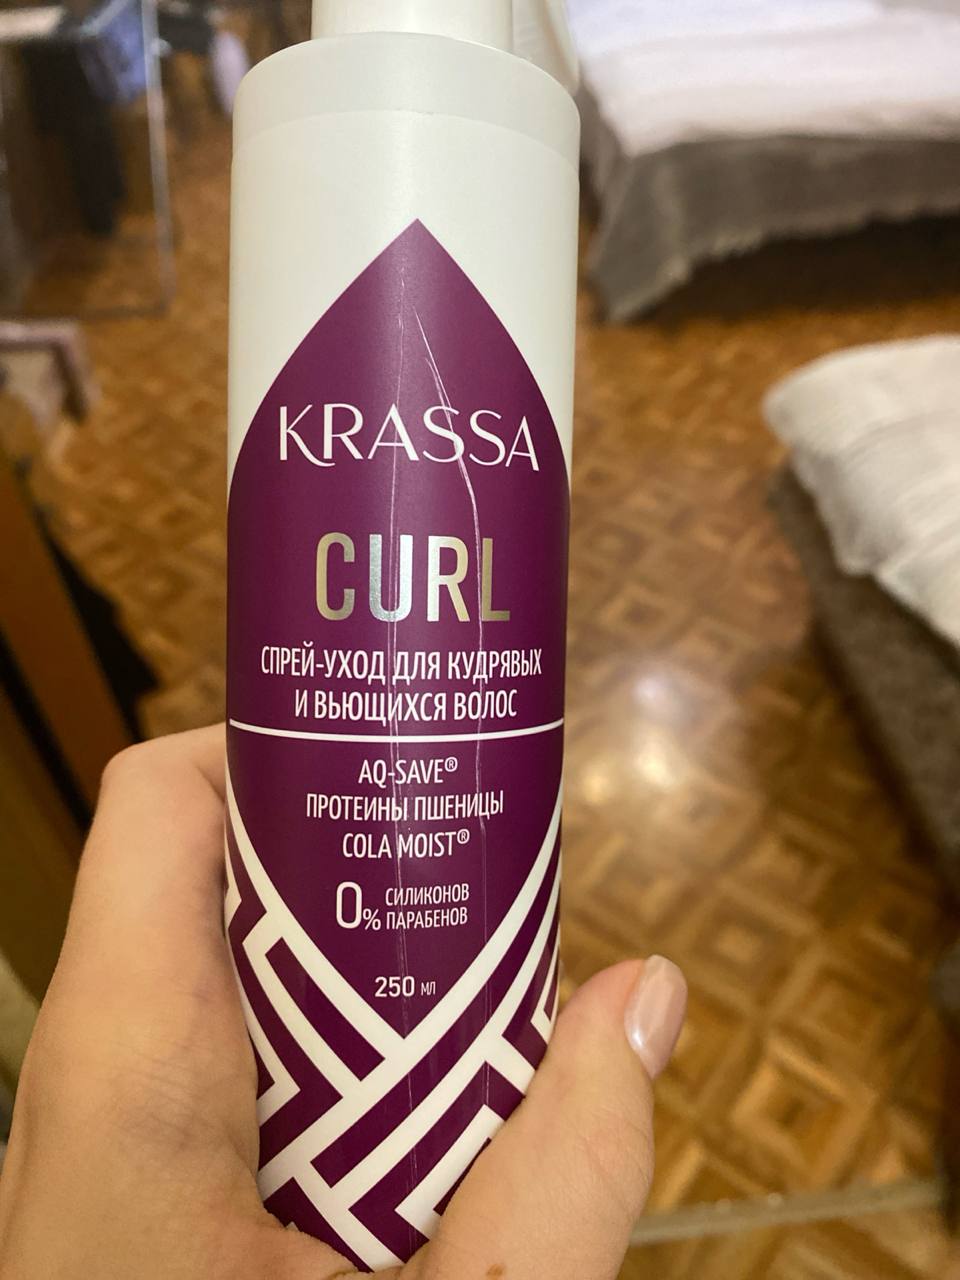 KRASSA
CURL
СПРЕЙ-УХОД ДЛЯ КУДРЯВЫХ
И ВЬЮЩИХСЯ ВОЛОС
AQ-SAVE®
ПРОТЕИНЫ ПШЕНИЦЫ
COLA MOIST®
0% СИЛИКОНОВ
ПАРАБЕНОВ
250 МЛ